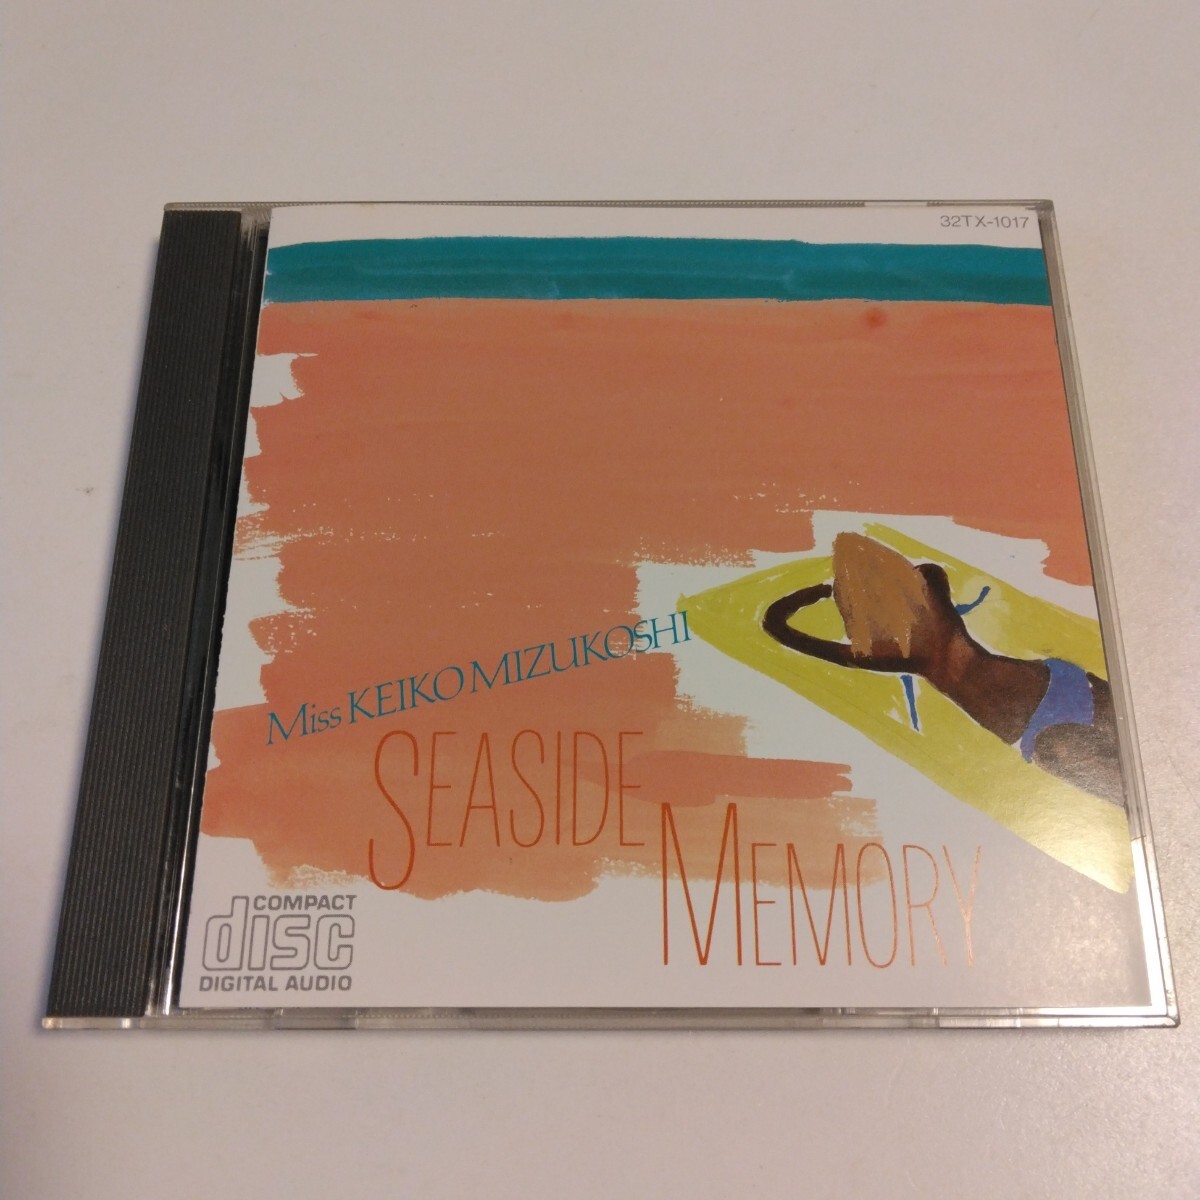 32TX-1017
Miss KEIKO MIZUKOSHI
SEASIDE
MEMORY
COMPACT
disc
DIGITAL AUDIO